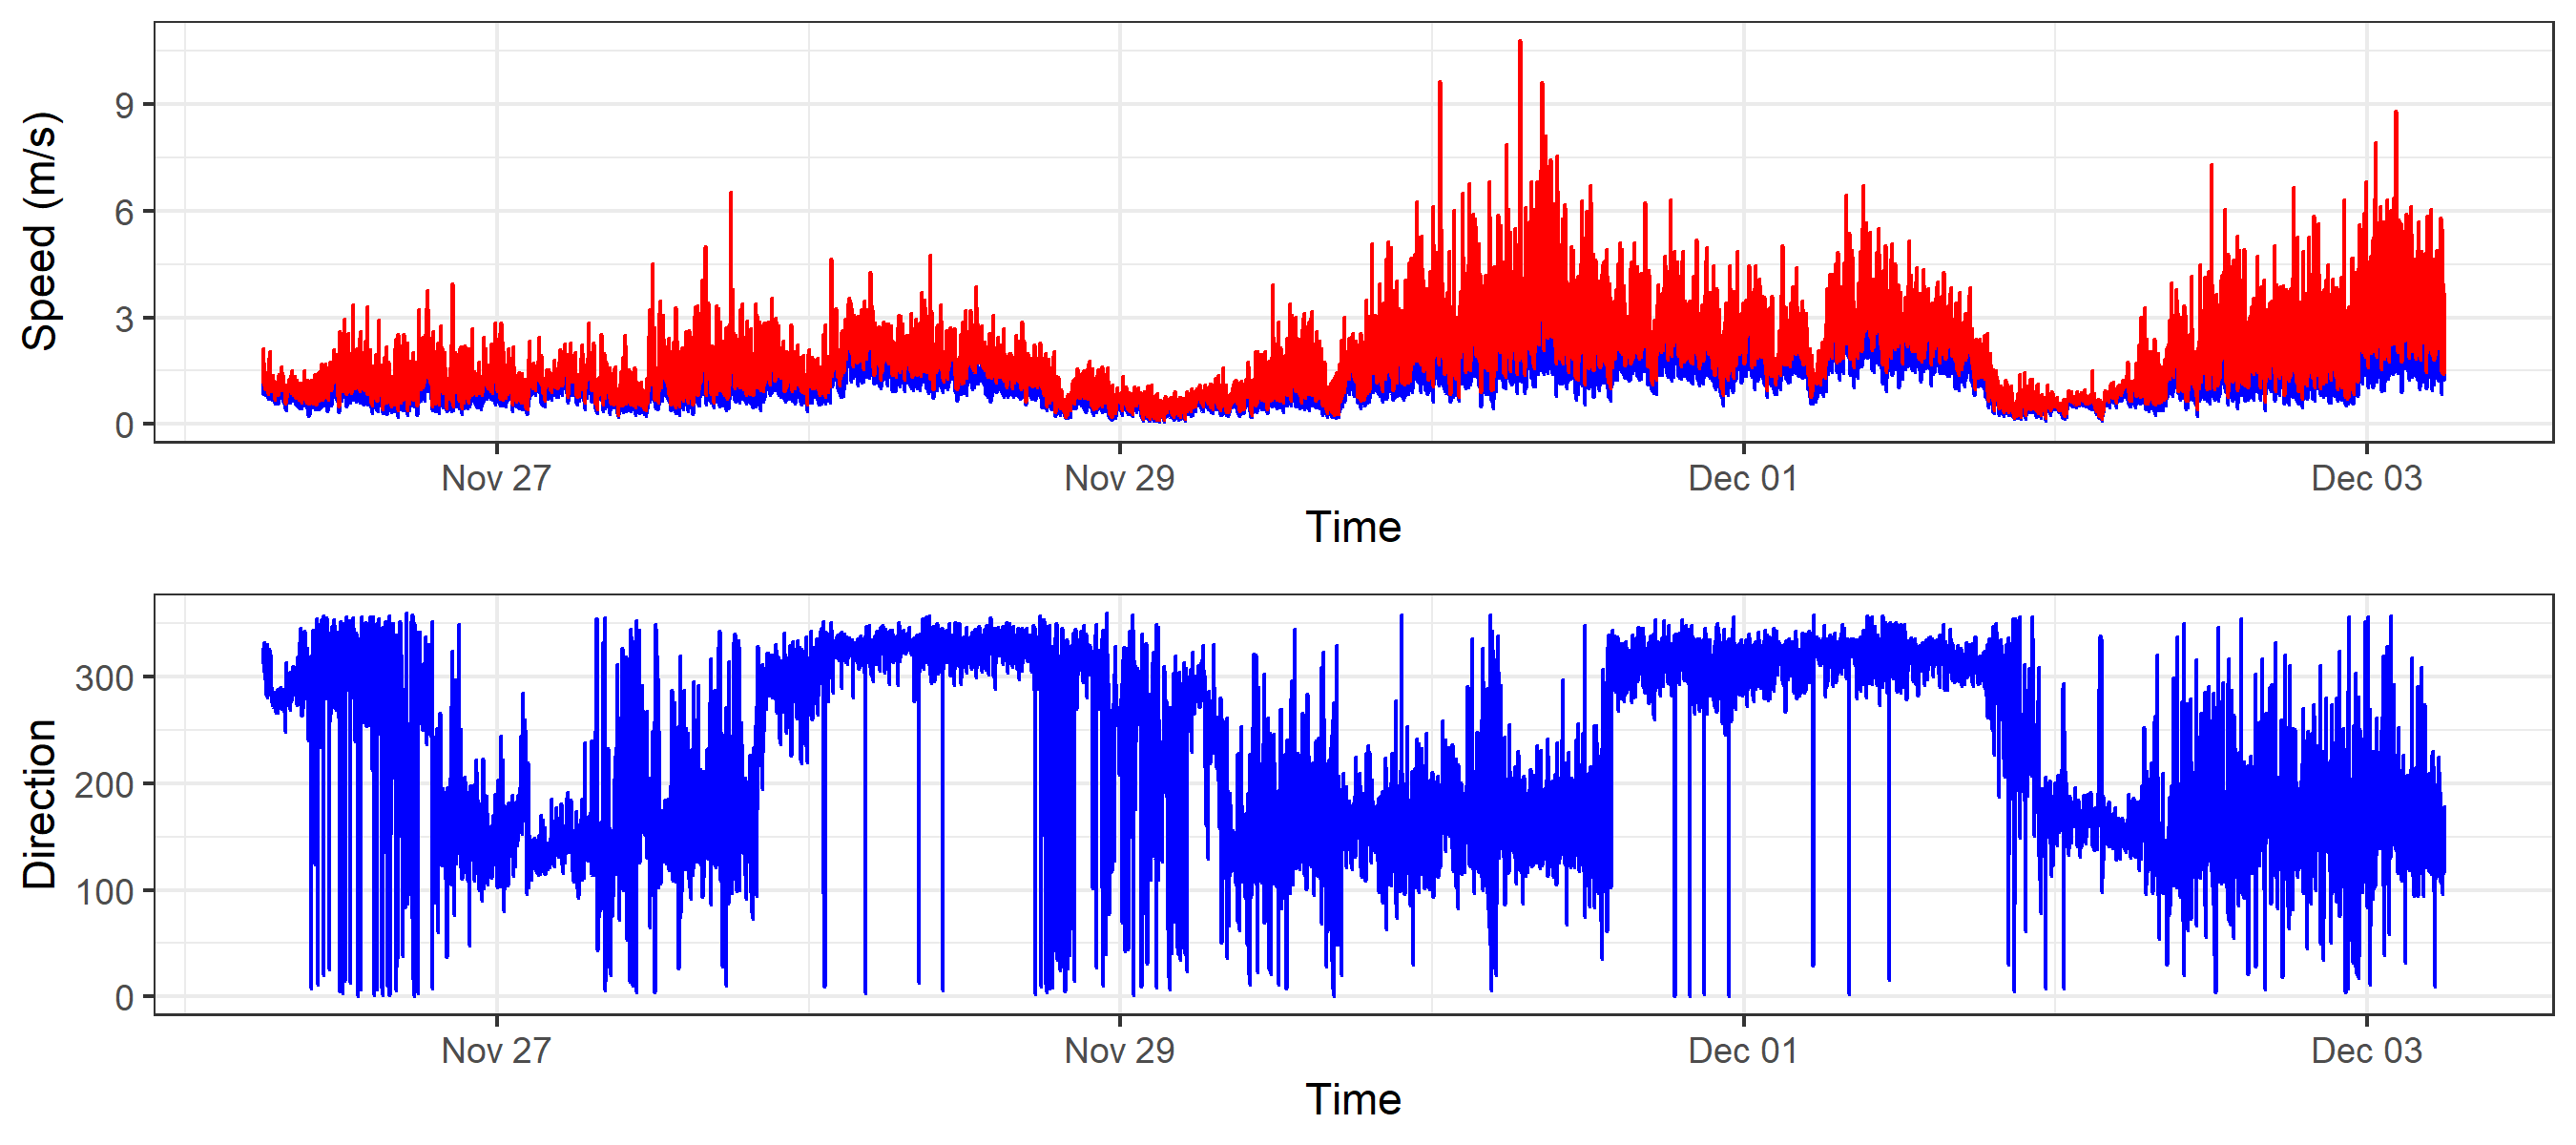 Speed (m/s)
9
6
3
0
Nov 27
Nov 29
Dec 01
Dec 03
Time
Direction
300
200
100
0
Nov 27
Nov 29
Dec 01
Dec 03
Time